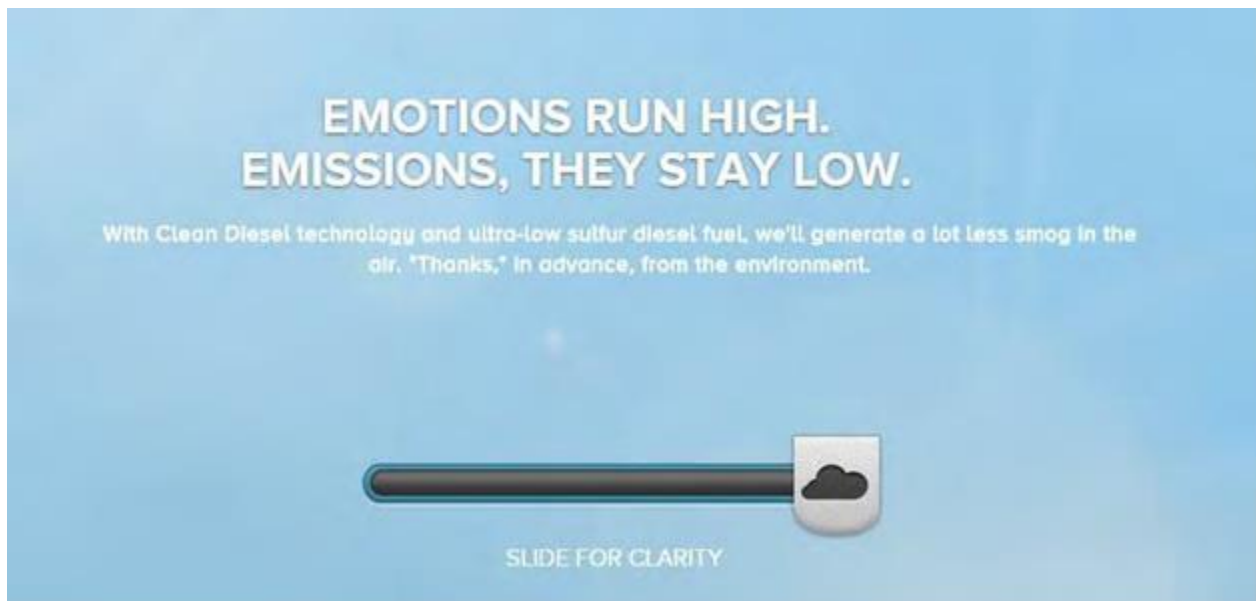 EMOTIONS RUN HIGH.
EMISSIONS, THEY STAY LOW.
With Clean Diesel technology and ultra-low sulfur diesel fuel, we'll generate a lot less smog in the
air. "Thanks," in advance, from the environment.
SLIDE FOR CLARITY